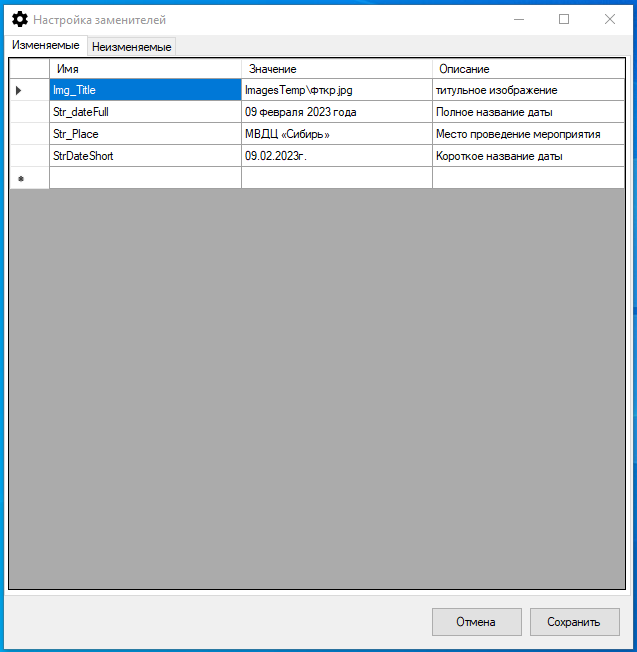 Настройка заменителей
Изменяемые Неизменяемые
Имя Значение Описание
Img_Title ImagesTemp\фткр.jpg титульное изображение
Str_dateFull 09 февраля 2023 года Полное название даты
Str_Place МВДЦ «Сибирь» Место проведение мероприятия
StrDateShort 09.02.2023г. Короткое название даты
Отмена Сохранить